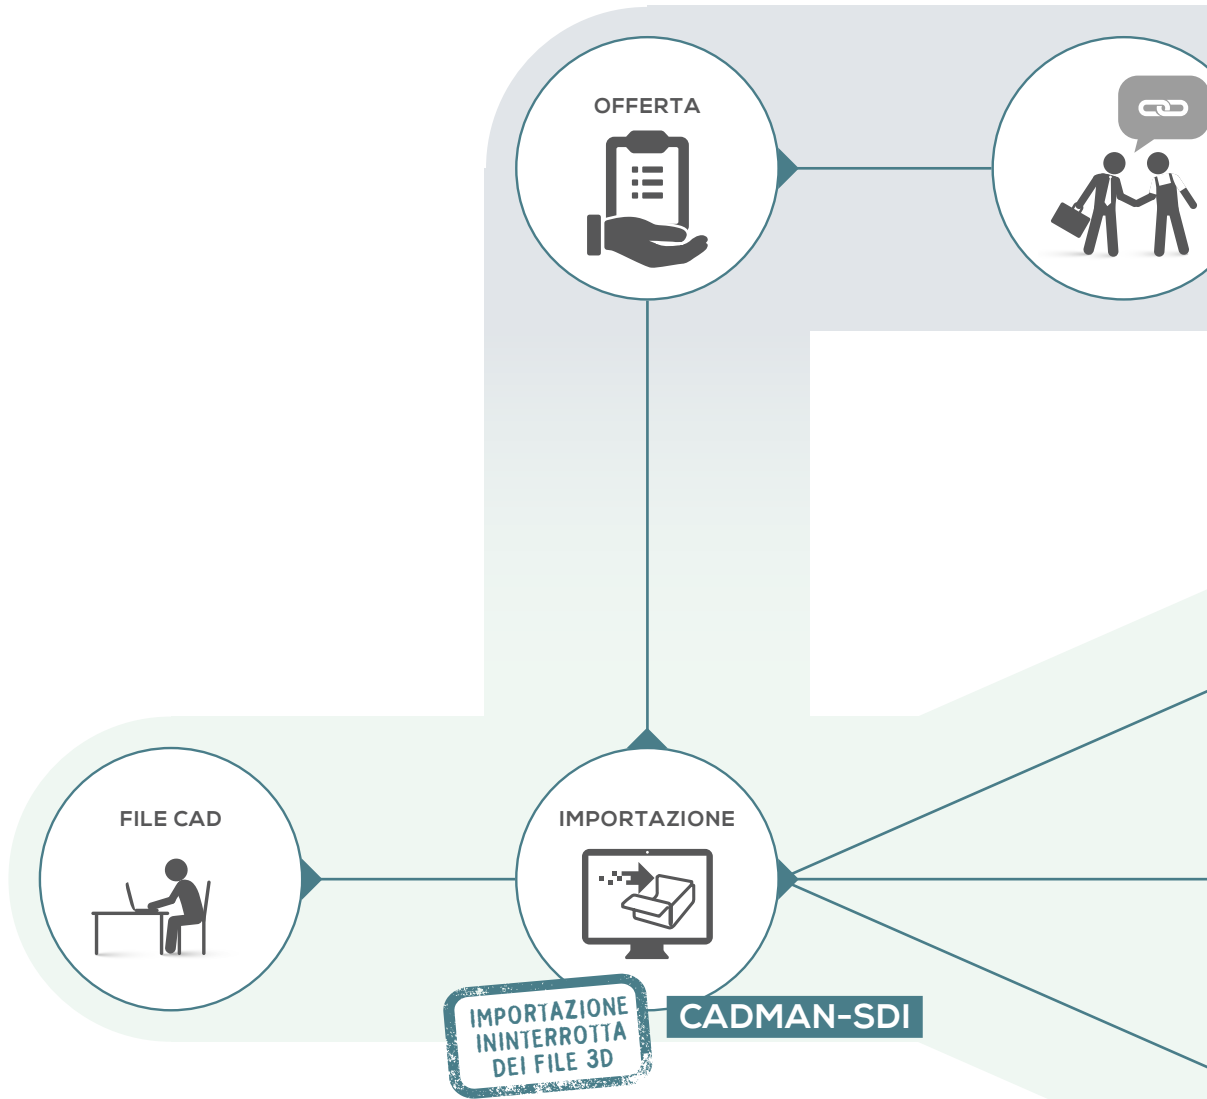 OFFERTA
FILE CAD
IMPORTAZIONE
IMPORTAZIONE
ININTERROTTA
DEI FILE 3D
CADMAN-SDI